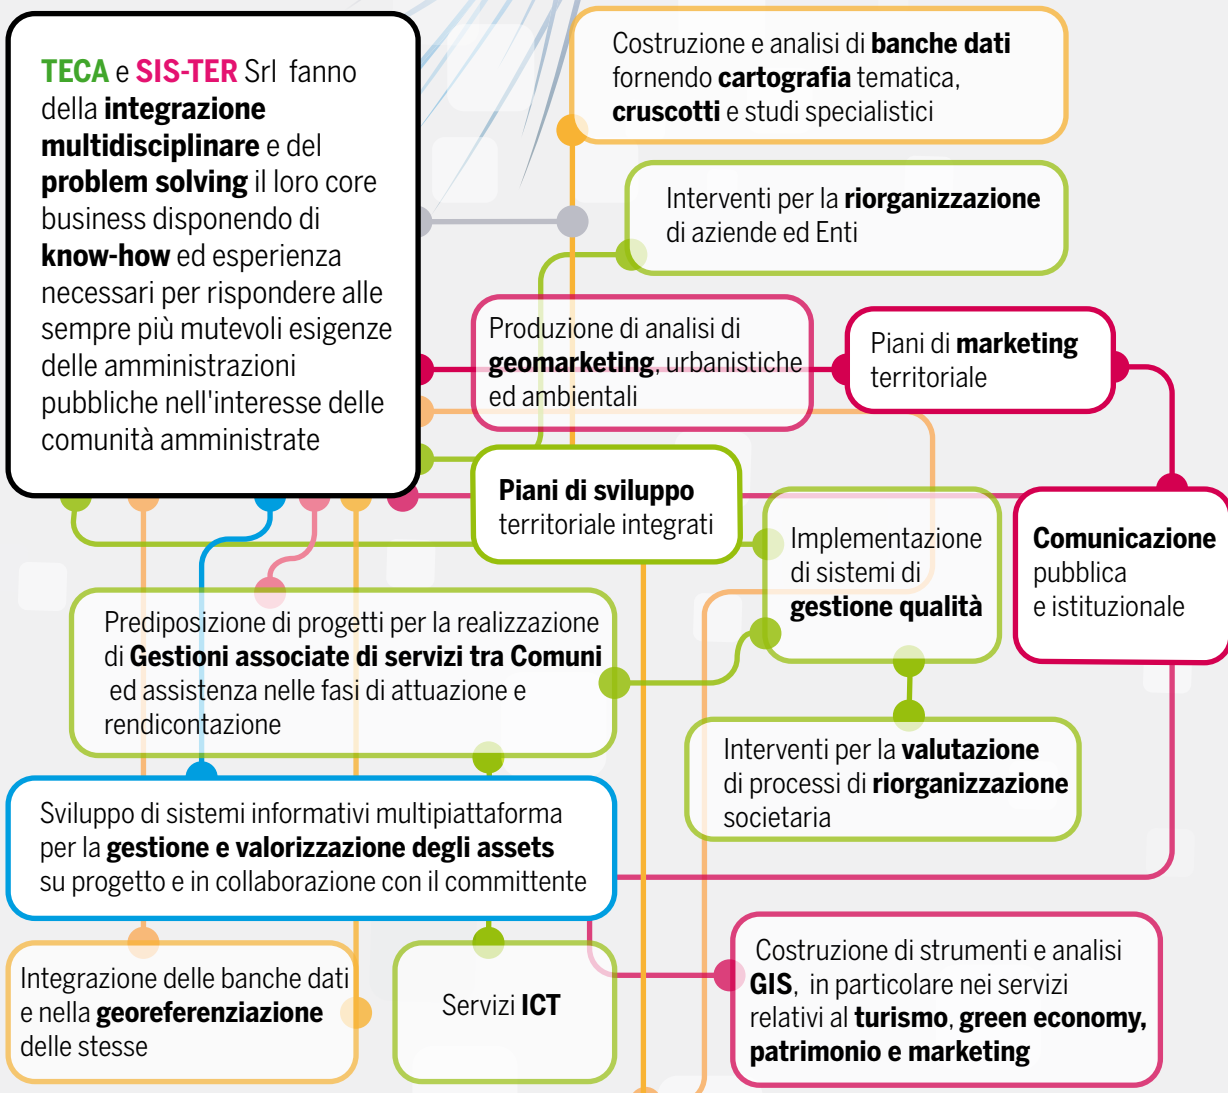 TECA e SIS-TER Srl fanno
della integrazione
multidisciplinare e del
problem solving il loro core
business disponendo di
know-how ed esperienza
necessari per rispondere alle
sempre più mutevoli esigenze
delle amministrazioni
pubbliche nell'interesse delle
comunità amministrate
Costruzione e analisi di banche dati
fornendo cartografia tematica,
cruscotti e studi specialistici
Interventi per la riorganizzazione
di aziende ed Enti
Produzione di analisi di
geomarketing, urbanistiche
ed ambientali
Piani di marketing
territoriale
Piani di sviluppo
territoriale integrati
Implementazione
di sistemi di
gestione qualità
Comunicazione
pubblica
e istituzionale
Prediposizione di progetti per la realizzazione
di Gestioni associate di servizi tra Comuni
ed assistenza nelle fasi di attuazione e
rendicontazione
Interventi per la valutazione
di processi di riorganizzazione
societaria
Sviluppo di sistemi informativi multipiattaforma
per la gestione e valorizzazione degli assets
su progetto e in collaborazione con il committente
Integrazione delle banche dati
e nella georeferenziazione
delle stesse
Servizi ICT
Costruzione di strumenti e analisi
GIS, in particolare nei servizi
relativi al turismo, green economy,
patrimonio e marketing